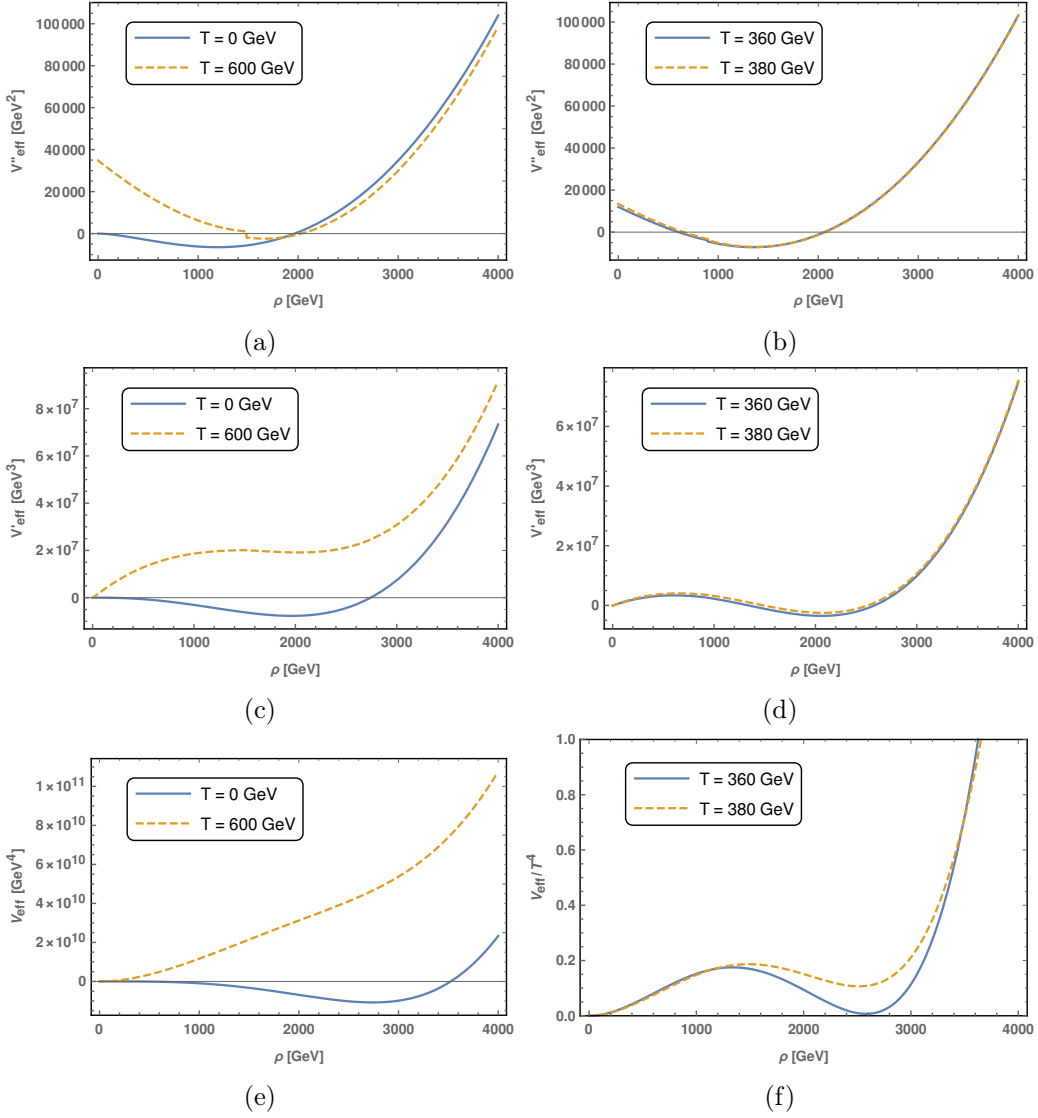 100 000
80 000
60 000
40 000
20 000
0
V''eff [GeV²]
T = 0 GeV
T = 600 GeV
0 1000 2000 3000 4000
ρ [GeV]
(a)
100 000
80 000
60 000
40 000
20 000
0
V''eff [GeV²]
T = 360 GeV
T = 380 GeV
0 1000 2000 3000 4000
ρ [GeV]
(b)
8×10⁷
6×10⁷
4×10⁷
2×10⁷
0
V'eff [GeV³]
T = 0 GeV
T = 600 GeV
0 1000 2000 3000 4000
ρ [GeV]
(c)
6×10⁷
4×10⁷
2×10⁷
0
V'eff [GeV³]
T = 360 GeV
T = 380 GeV
0 1000 2000 3000 4000
ρ [GeV]
(d)
1×10¹¹
8×10¹⁰
6×10¹⁰
4×10¹⁰
2×10¹⁰
0
Veff [GeV⁴]
T = 0 GeV
T = 600 GeV
0 1000 2000 3000 4000
ρ [GeV]
(e)
1.0
0.8
0.6
0.4
0.2
0.0
Veff/T⁴
T = 360 GeV
T = 380 GeV
0 1000 2000 3000 4000
ρ [GeV]
(f)